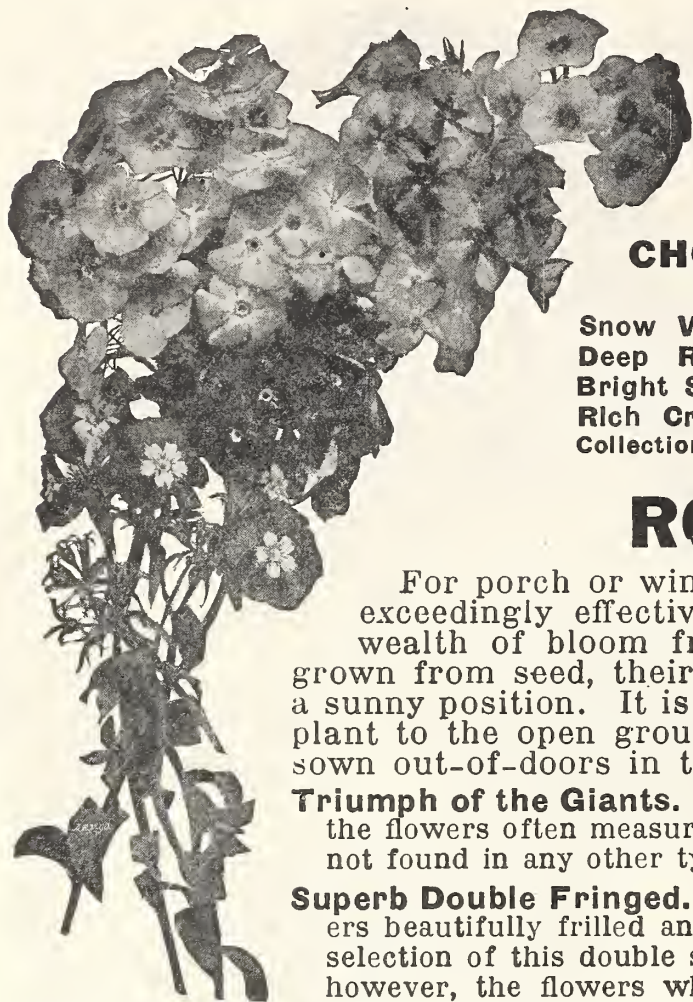 CHO
Snow W
Deep R
Bright S
Rich Cr
Collection
RO
For porch or win
exceedingly effectiv
wealth of bloom fr
grown from seed, their
a sunny position. It is
plant to the open grou
sown out-of-doors in t
Triumph of the Giants.
the flowers often measur
not found in any other ty
Superb Double Fringed.
ers beautifully frilled an
selection of this double s
however, the flowers wh